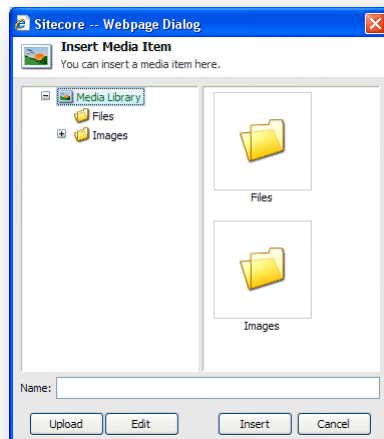 Sitecore -- Webpage Dialog
Insert Media Item
You can insert a media item here.
Media Library
Files
Images
Files
Images
Name:
Upload Edit Insert Cancel